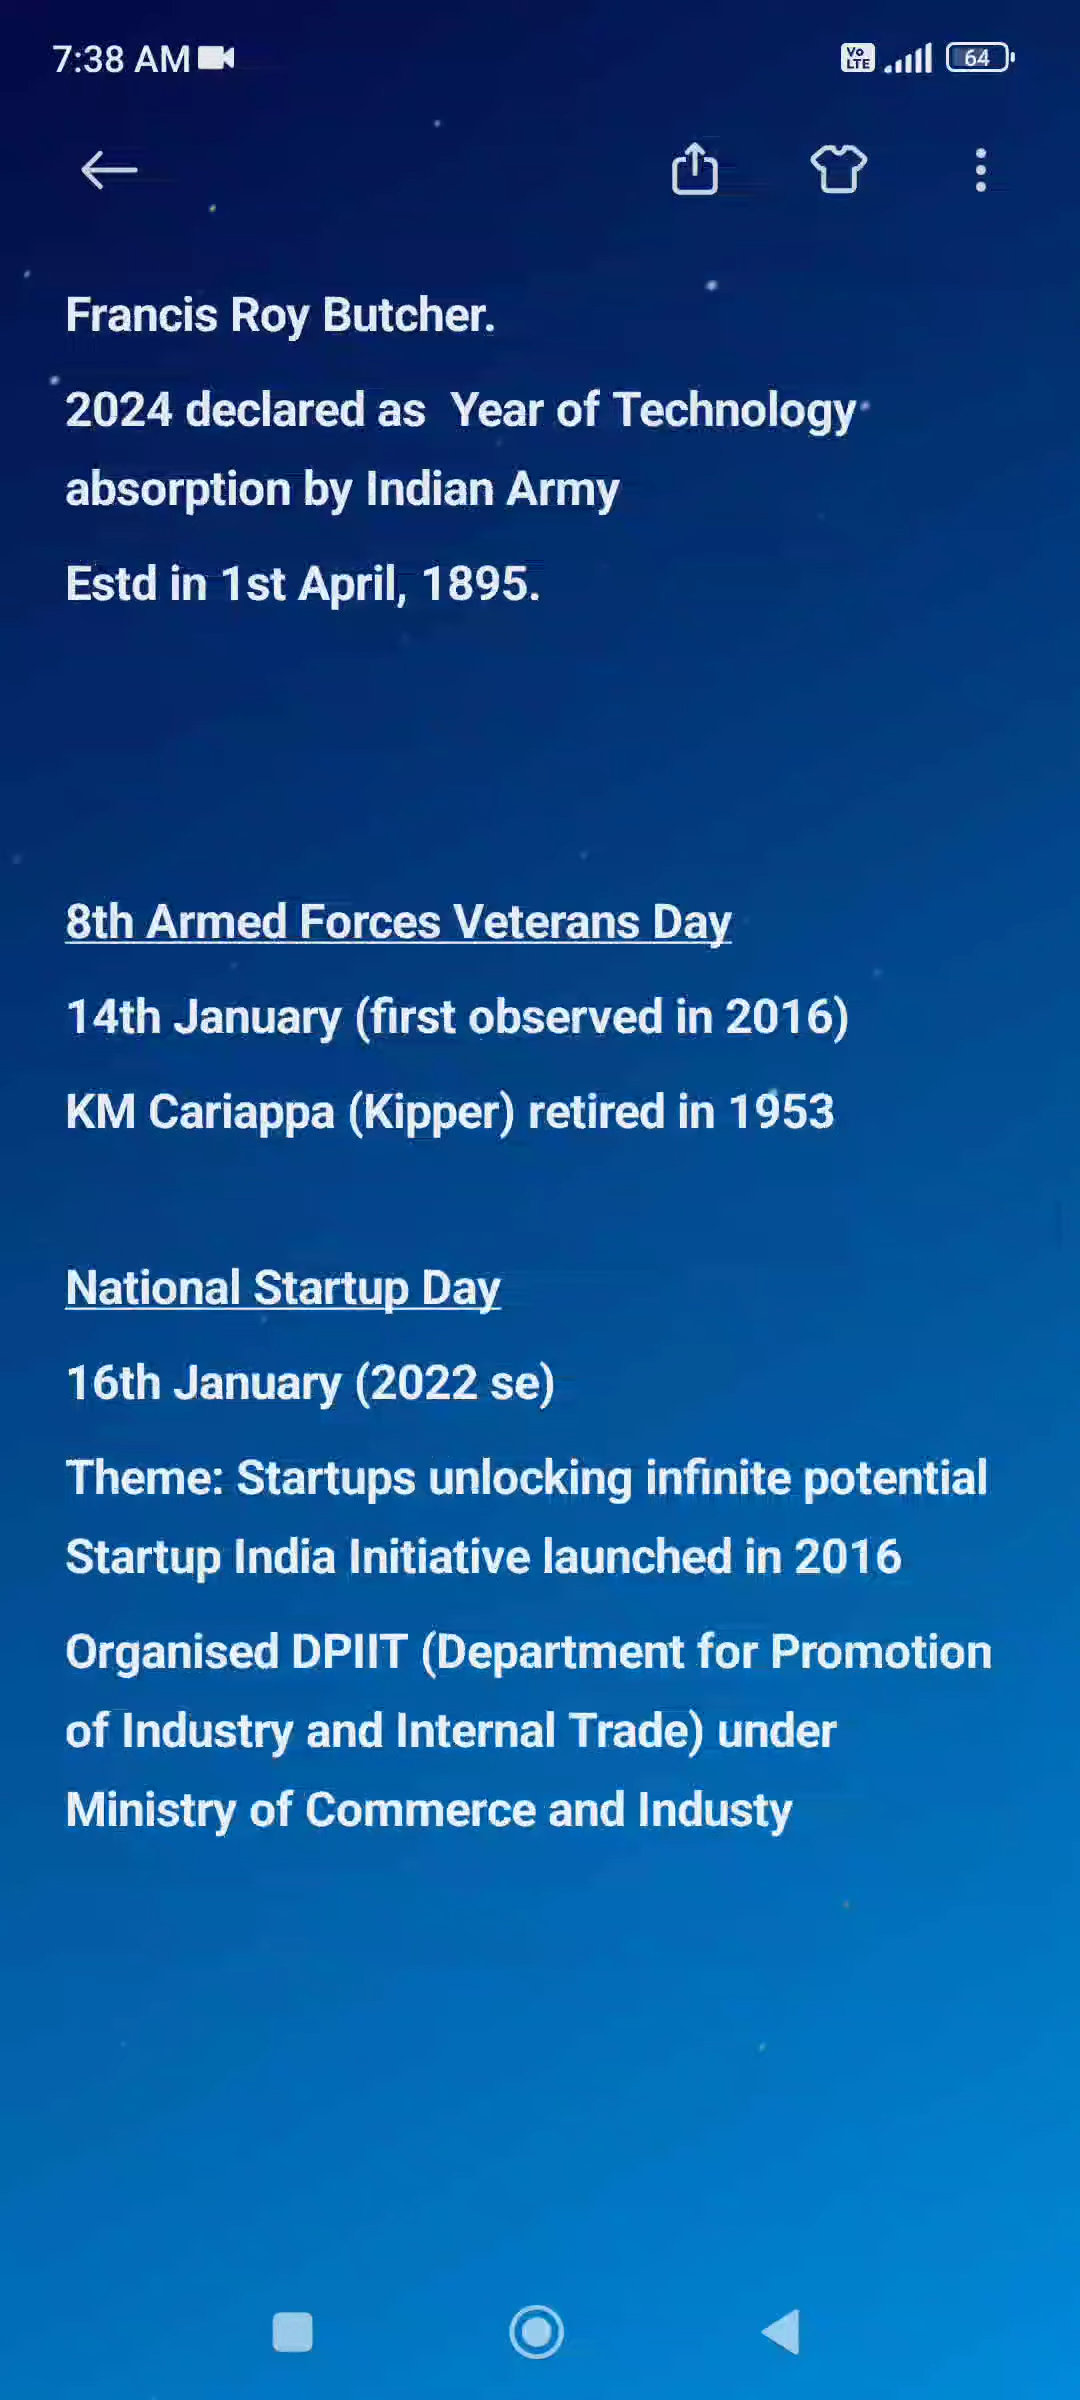 7:38 AM
Vo LTE
64
Francis Roy Butcher.
2024 declared as  Year of Technology
absorption by Indian Army
Estd in 1st April, 1895.
8th Armed Forces Veterans Day
14th January (first observed in 2016)
KM Cariappa (Kipper) retired in 1953
National Startup Day
16th January (2022 se)
Theme: Startups unlocking infinite potential
Startup India Initiative launched in 2016
Organised DPIIT (Department for Promotion
of Industry and Internal Trade) under
Ministry of Commerce and Industy